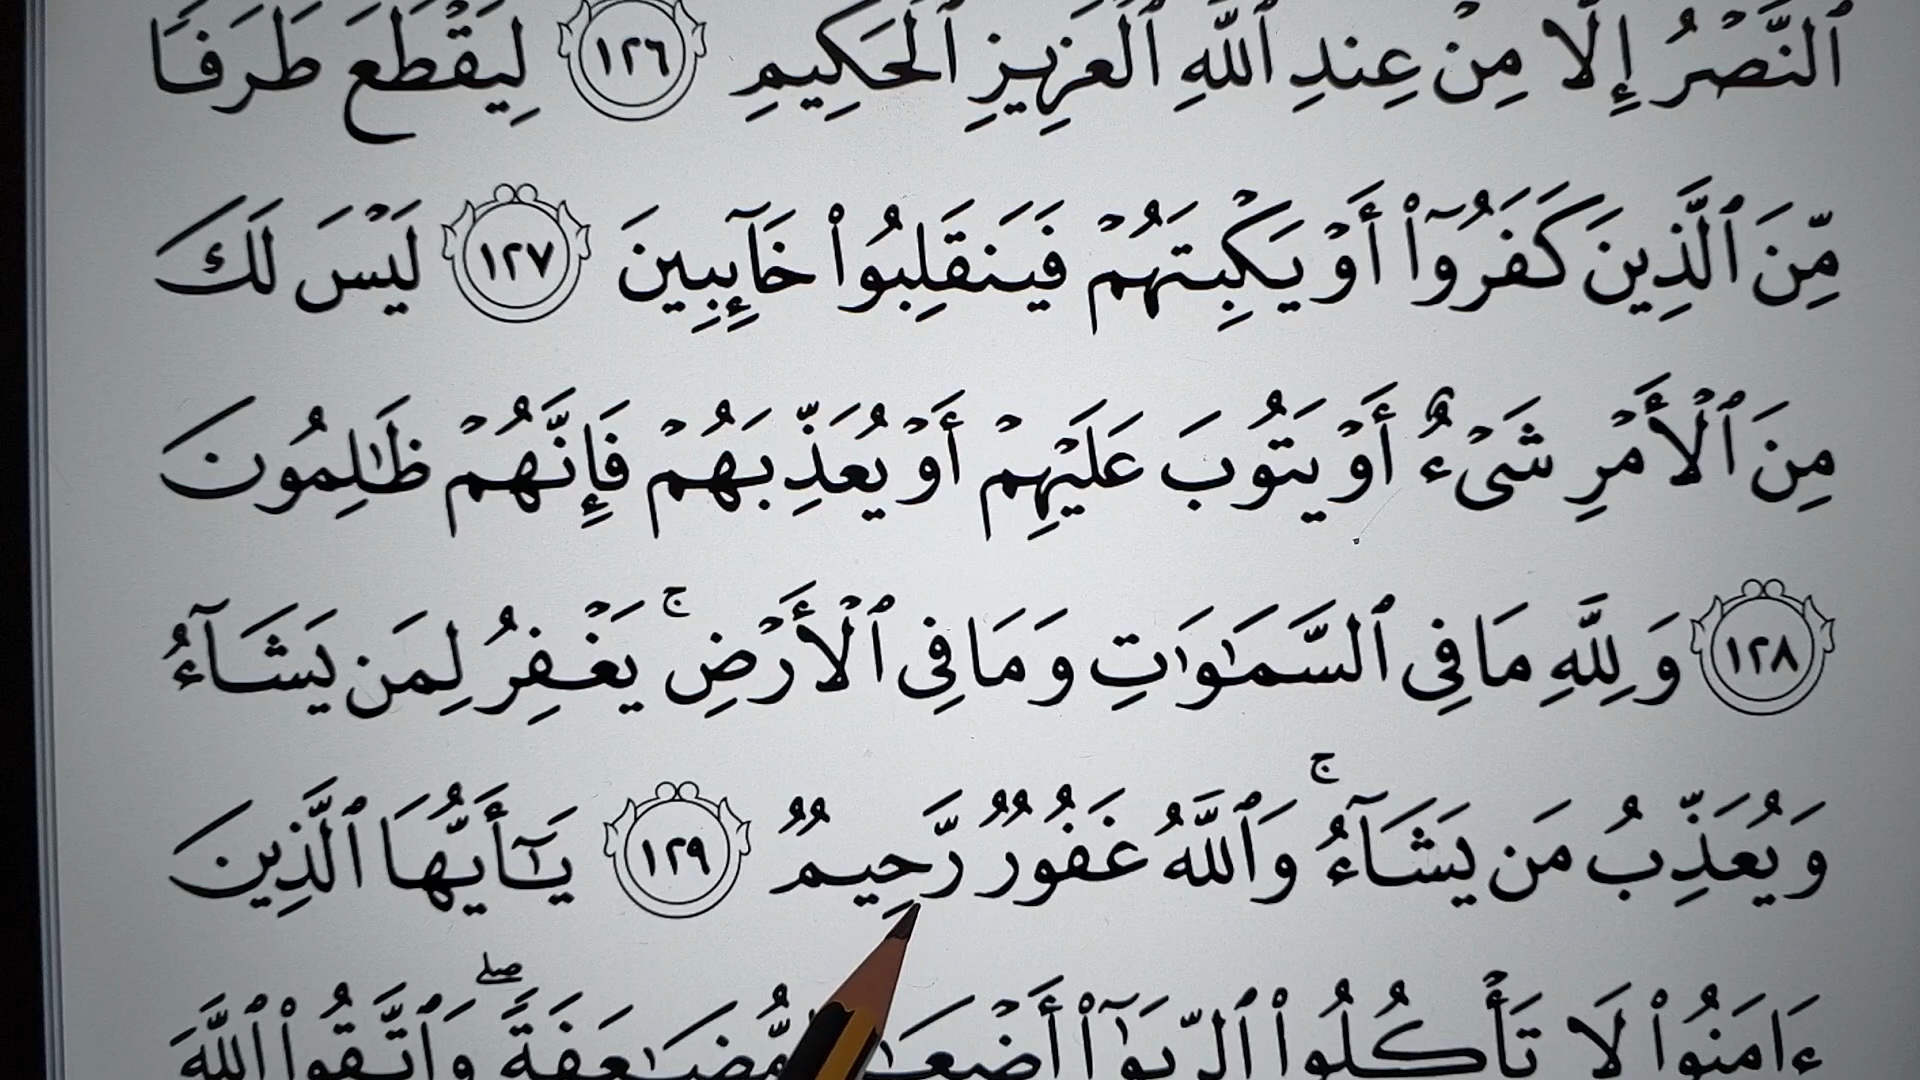 ٱلنَّصْرُ إِلَّا مِنْ عِندِ ٱللَّهِ ٱلْعَزِيزِ ٱلْحَكِيمِ ١٢٦ لِيَقْطَعَ طَرَفًا
مِّنَ ٱلَّذِينَ كَفَرُوٓا۟ أَوْ يَكْبِتَهُمْ فَيَنقَلِبُوا۟ خَآئِبِينَ ١٢٧ لَيْسَ لَكَ
مِنَ ٱلْأَمْرِ شَىْءٌ أَوْ يَتُوبَ عَلَيْهِمْ أَوْ يُعَذِّبَهُمْ فَإِنَّهُمْ ظَـٰلِمُونَ
١٢٨ وَلِلَّهِ مَا فِى ٱلسَّمَـٰوَٰتِ وَمَا فِى ٱلْأَرْضِ ۚ يَغْفِرُ لِمَن يَشَآءُ
وَيُعَذِّبُ مَن يَشَآءُ ۚ وَٱللَّهُ غَفُورٌ رَّحِيمٌ ١٢٩ يَـٰٓأَيُّهَا ٱلَّذِينَ
ءَامَنُوا۟ لَا تَأْكُلُوا۟ ٱلرِّبَوٰٓا۟ مُّضَـٰعَفَةً ۖ وَٱتَّقُوا۟ ٱللَّهَ